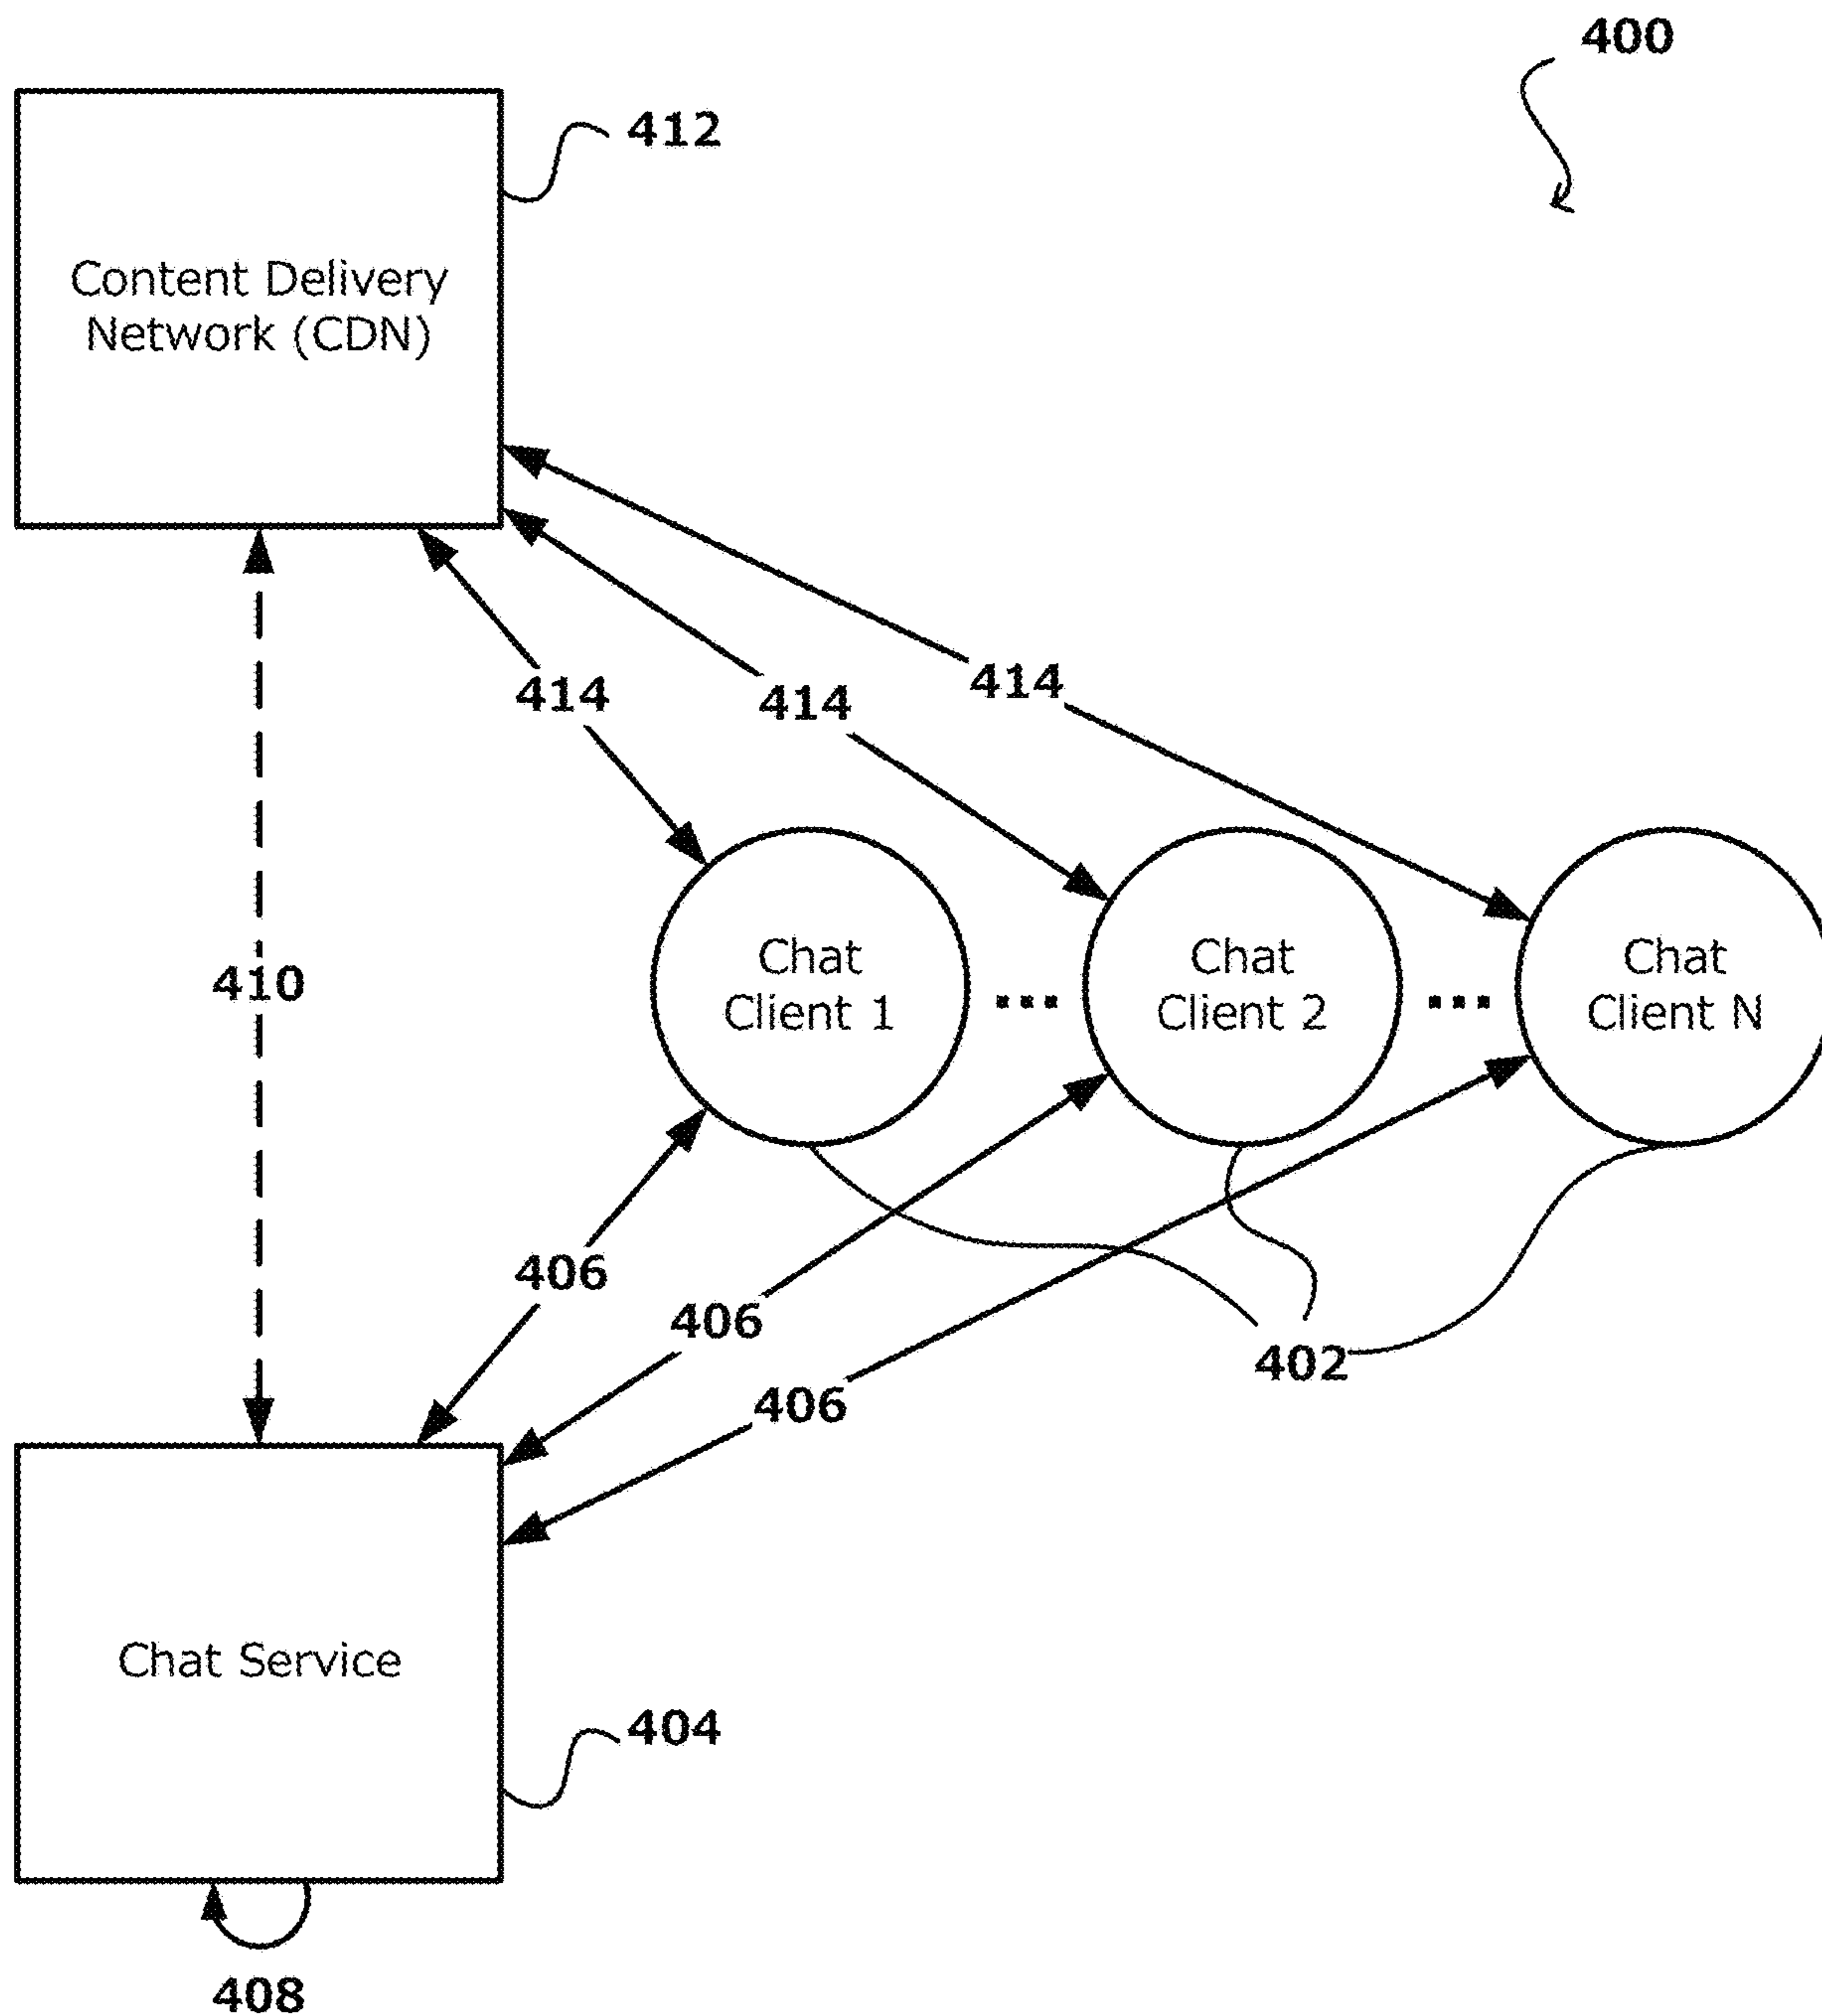 400
412
Content Delivery
Network (CDN)
414
414
414
Chat
Client 1
...
Chat
Client 2
...
Chat
Client N
410
406
406
406
402
Chat Service
404
408